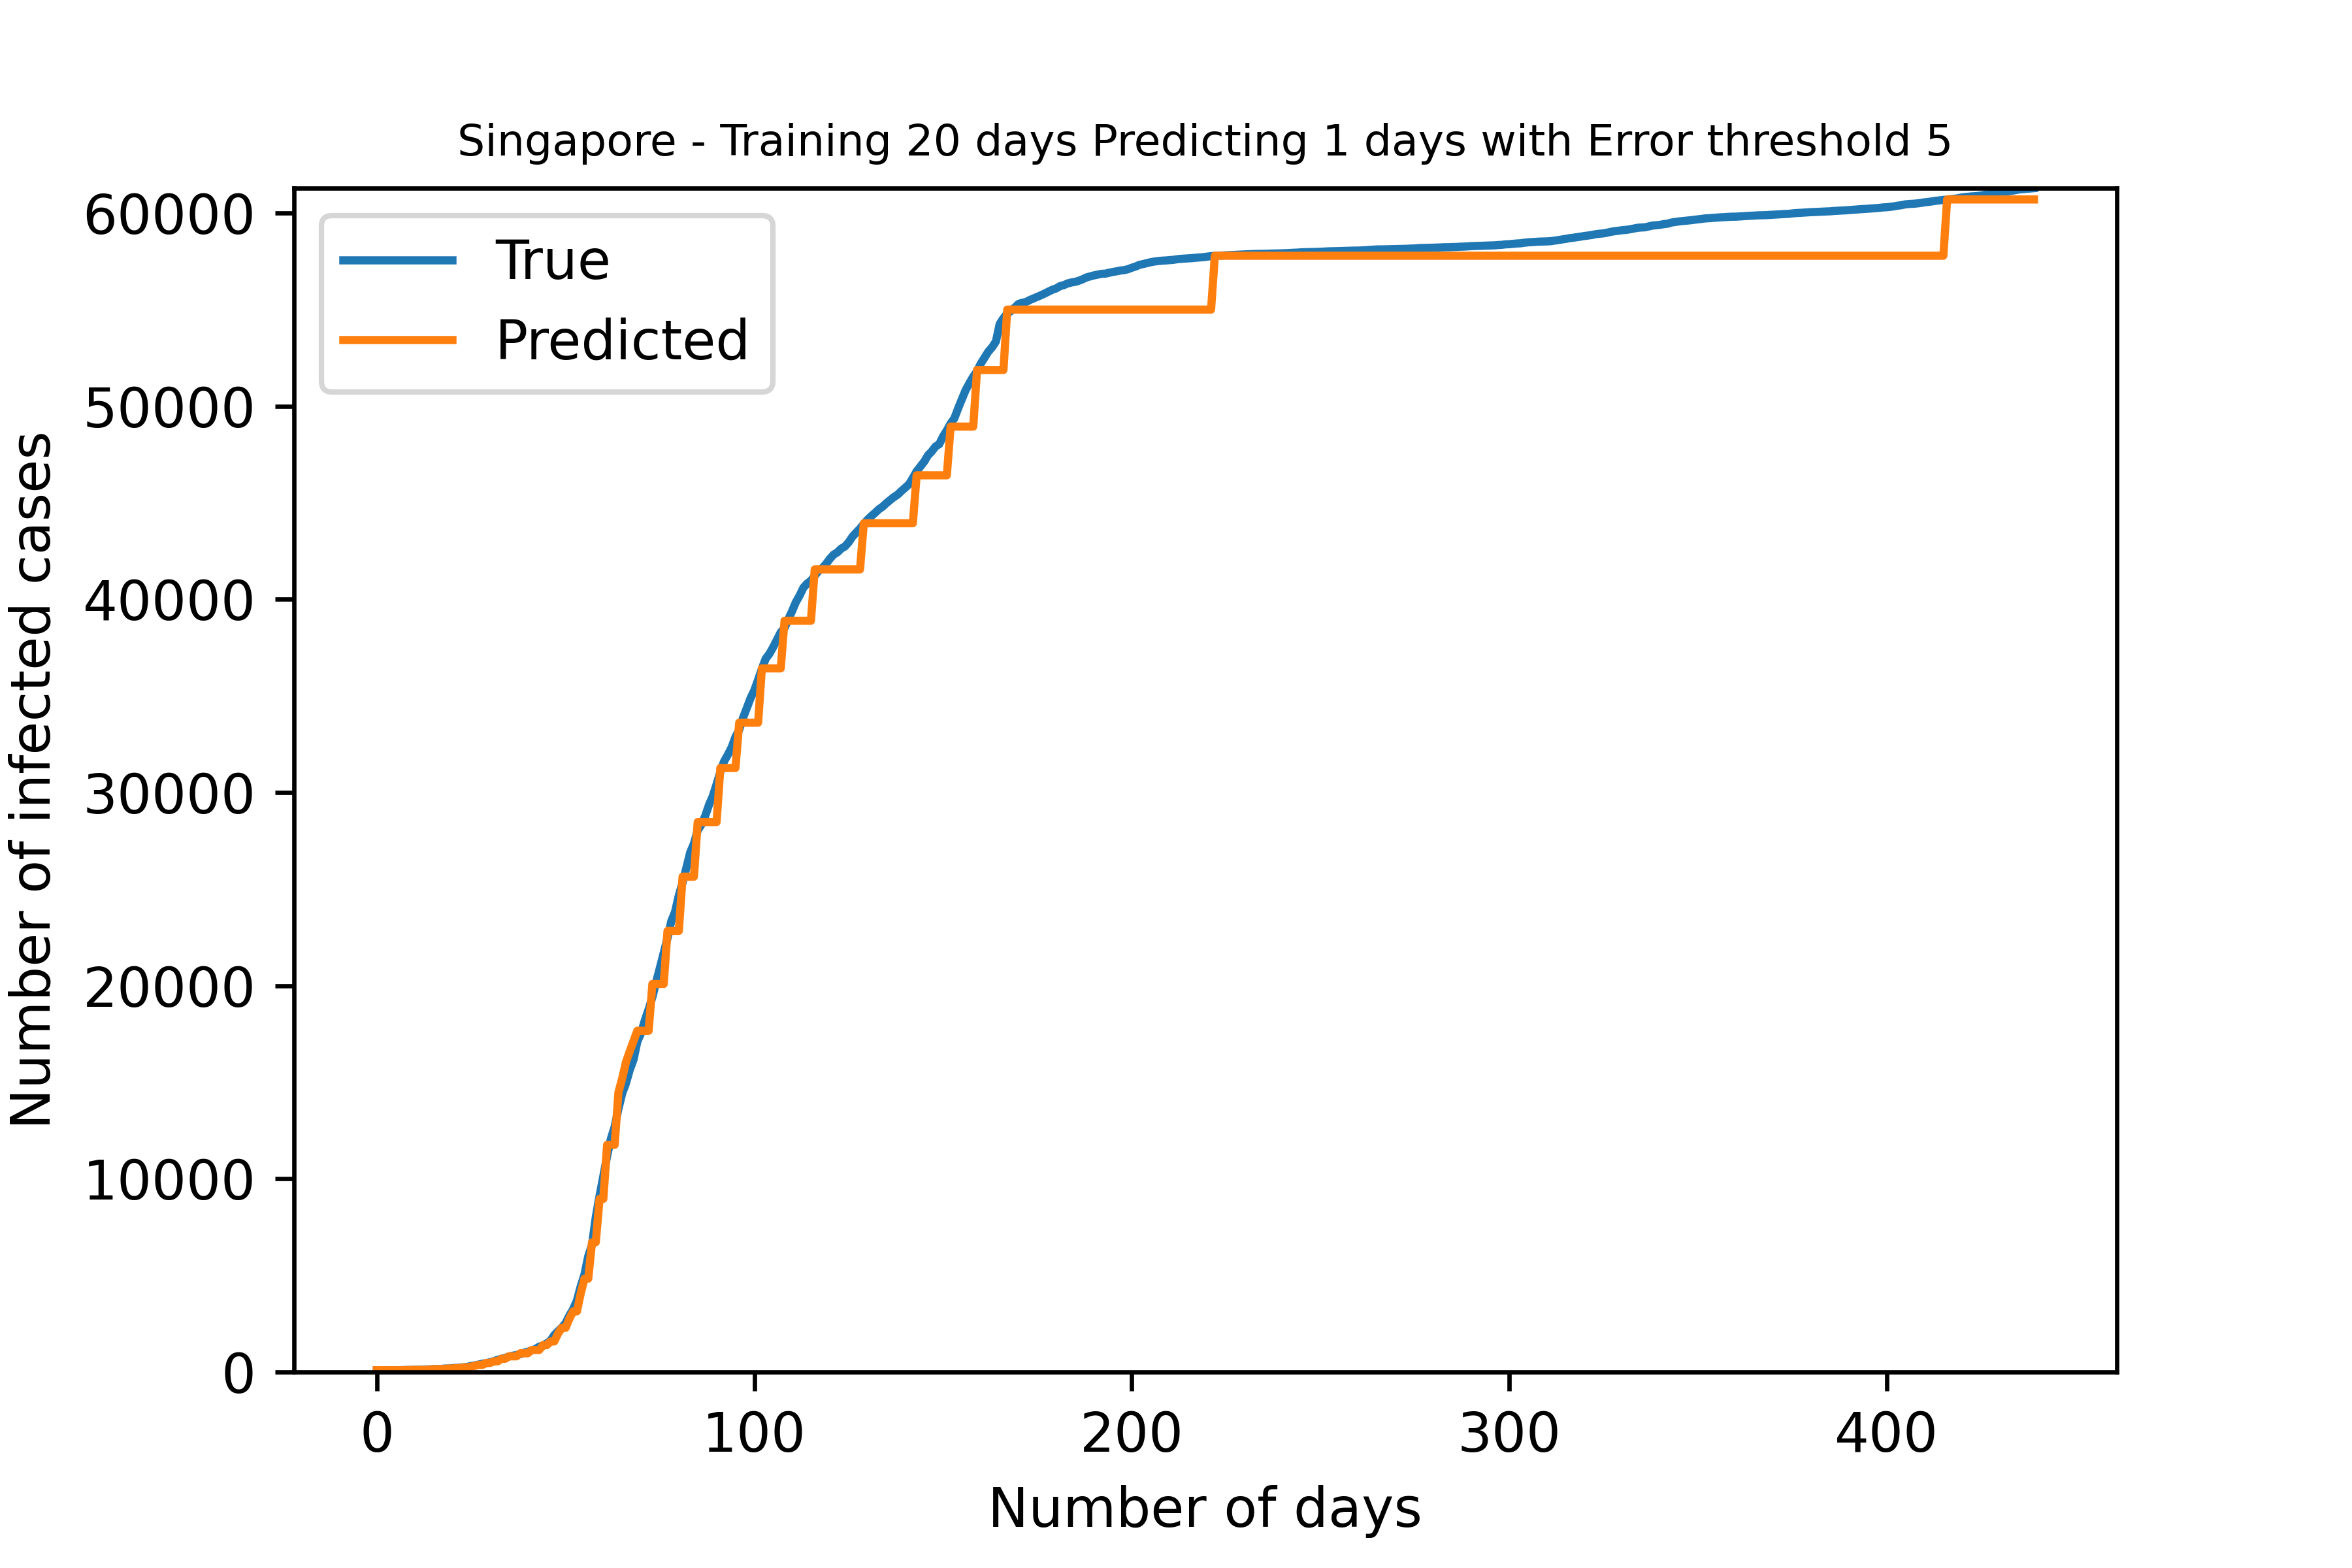 Singapore - Training 20 days Predicting 1 days with Error threshold 5
True
Predicted
Number of infected cases
60000
50000
40000
30000
20000
10000
0
0 100 200 300 400
Number of days